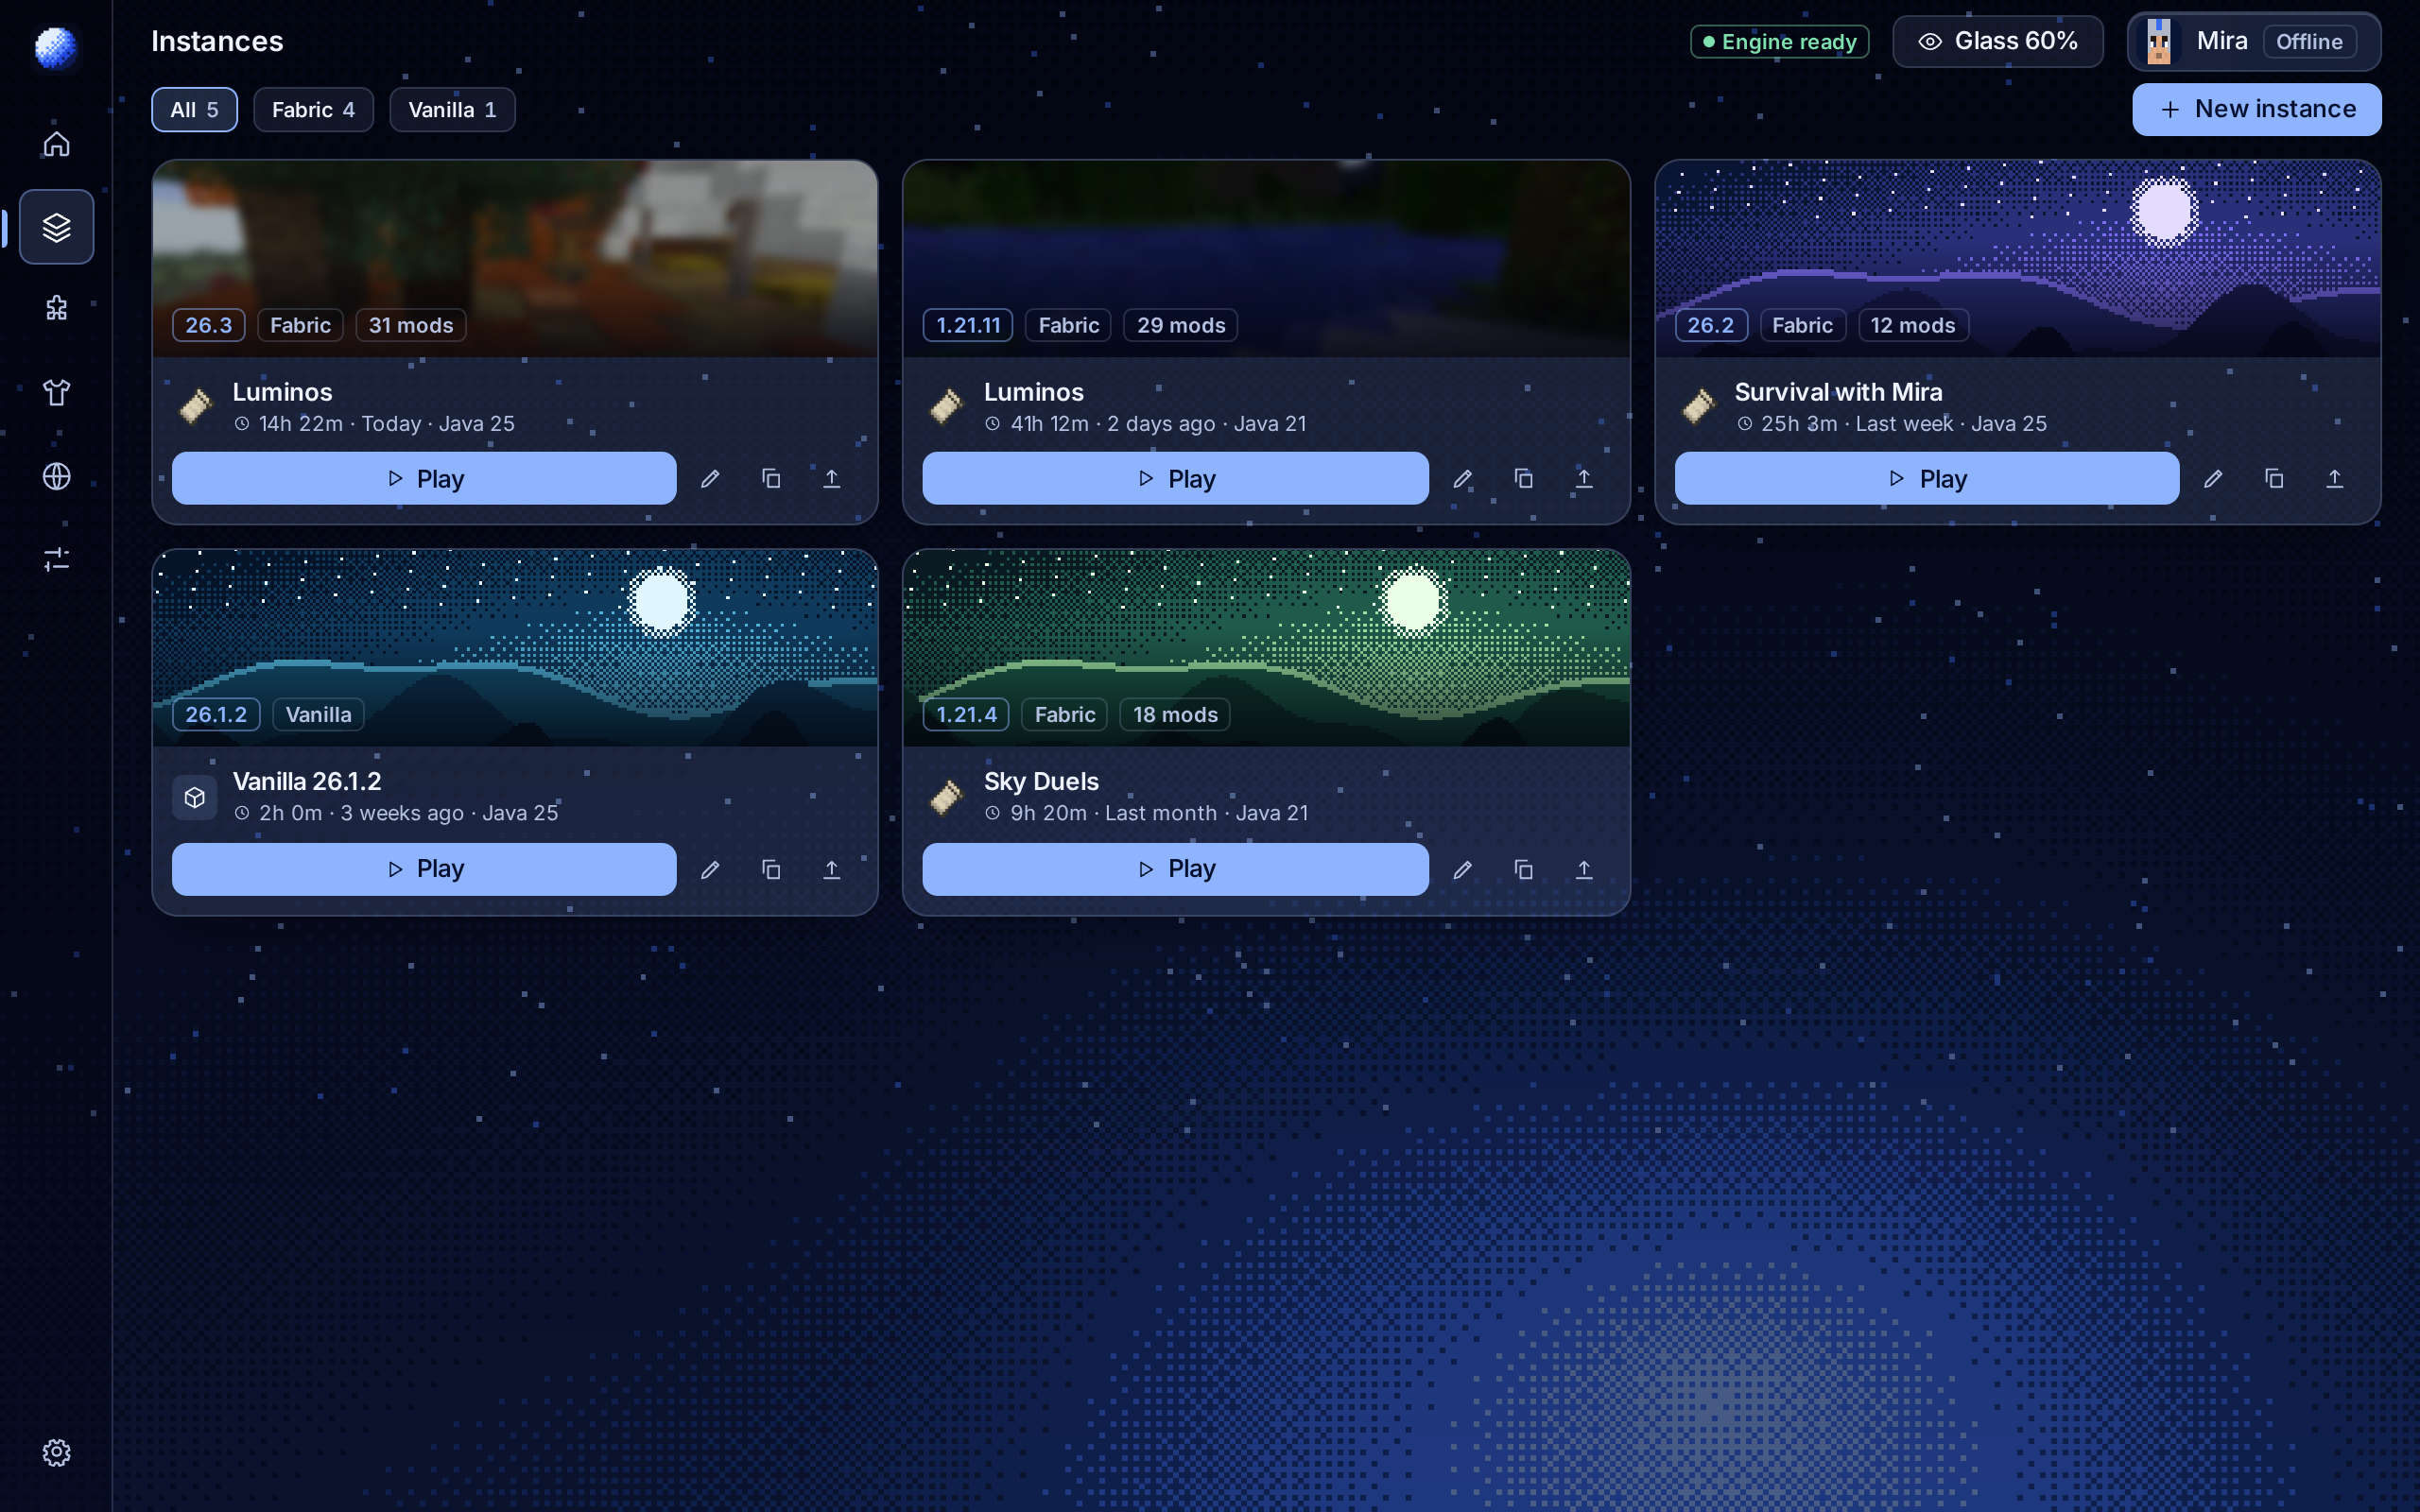 Instances
Engine ready
Glass 60%
Mira Offline
All 5 Fabric 4 Vanilla 1
New instance
26.3 Fabric 31 mods
Luminos
14h 22m · Today · Java 25
Play
1.21.11 Fabric 29 mods
Luminos
41h 12m · 2 days ago · Java 21
Play
26.2 Fabric 12 mods
Survival with Mira
25h 3m · Last week · Java 25
Play
26.1.2 Vanilla
Vanilla 26.1.2
2h 0m · 3 weeks ago · Java 25
Play
1.21.4 Fabric 18 mods
Sky Duels
9h 20m · Last month · Java 21
Play